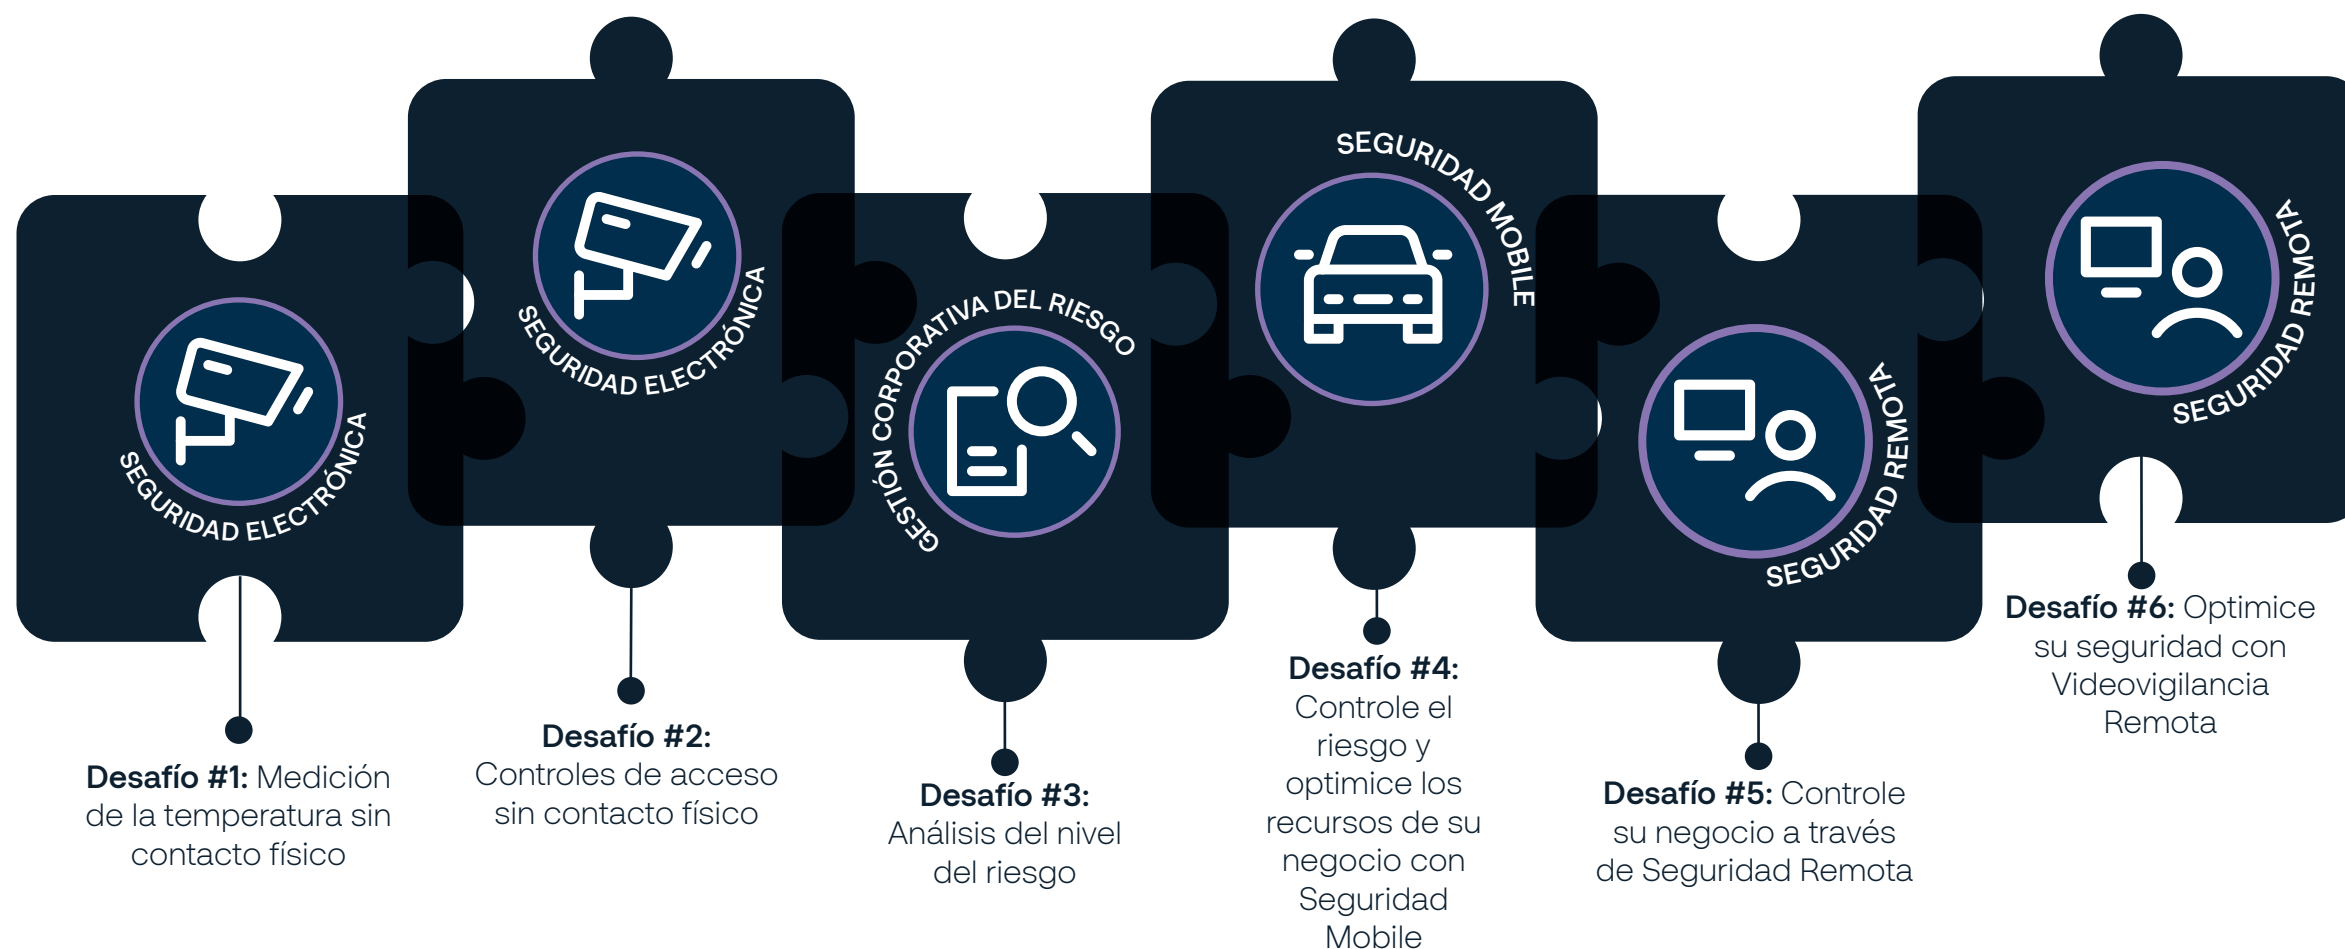 SEGURIDAD ELECTRÓNICA
Desafío #1: Medición
de la temperatura sin
contacto físico
SEGURIDAD ELECTRÓNICA
Desafío #2:
Controles de acceso
sin contacto físico
GESTIÓN CORPORATIVA DEL RIESGO
Desafío #3:
Análisis del nivel
del riesgo
SEGURIDAD MOBILE
Desafío #4:
Controle el
riesgo y
optimice los
recursos de su
negocio con
Seguridad
Mobile
SEGURIDAD REMOTA
Desafío #5: Controle
su negocio a través
de Seguridad Remota
SEGURIDAD REMOTA
Desafío #6: Optimice
su seguridad con
Videovigilancia
Remota